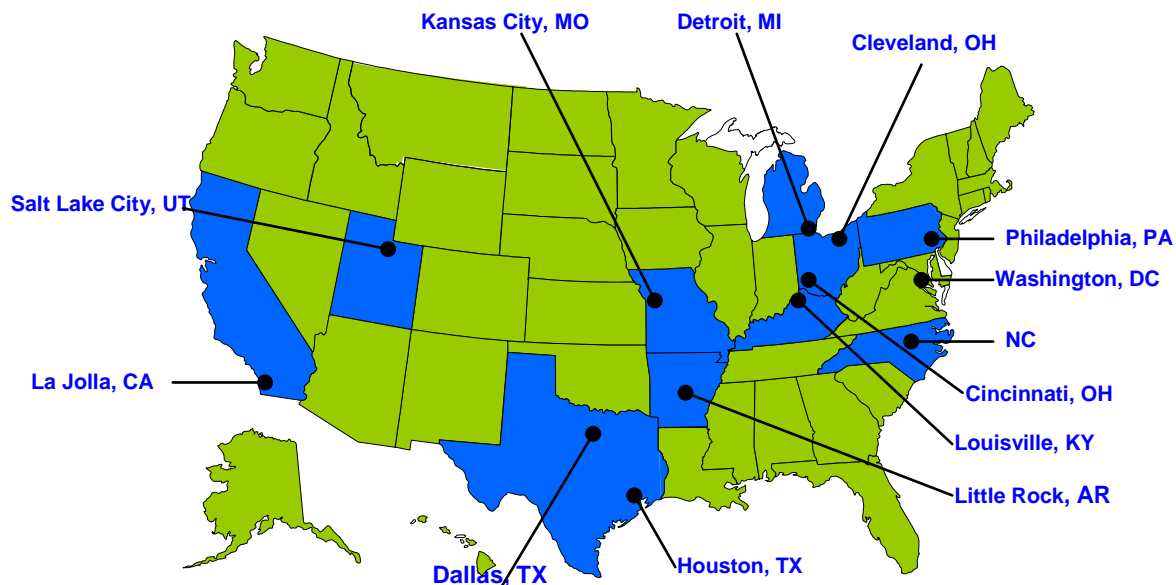 Kansas City, MO
Detroit, MI
Cleveland, OH
Salt Lake City, UT
Philadelphia, PA
Washington, DC
NC
La Jolla, CA
Cincinnati, OH
Louisville, KY
Little Rock, AR
Houston, TX
Dallas, TX